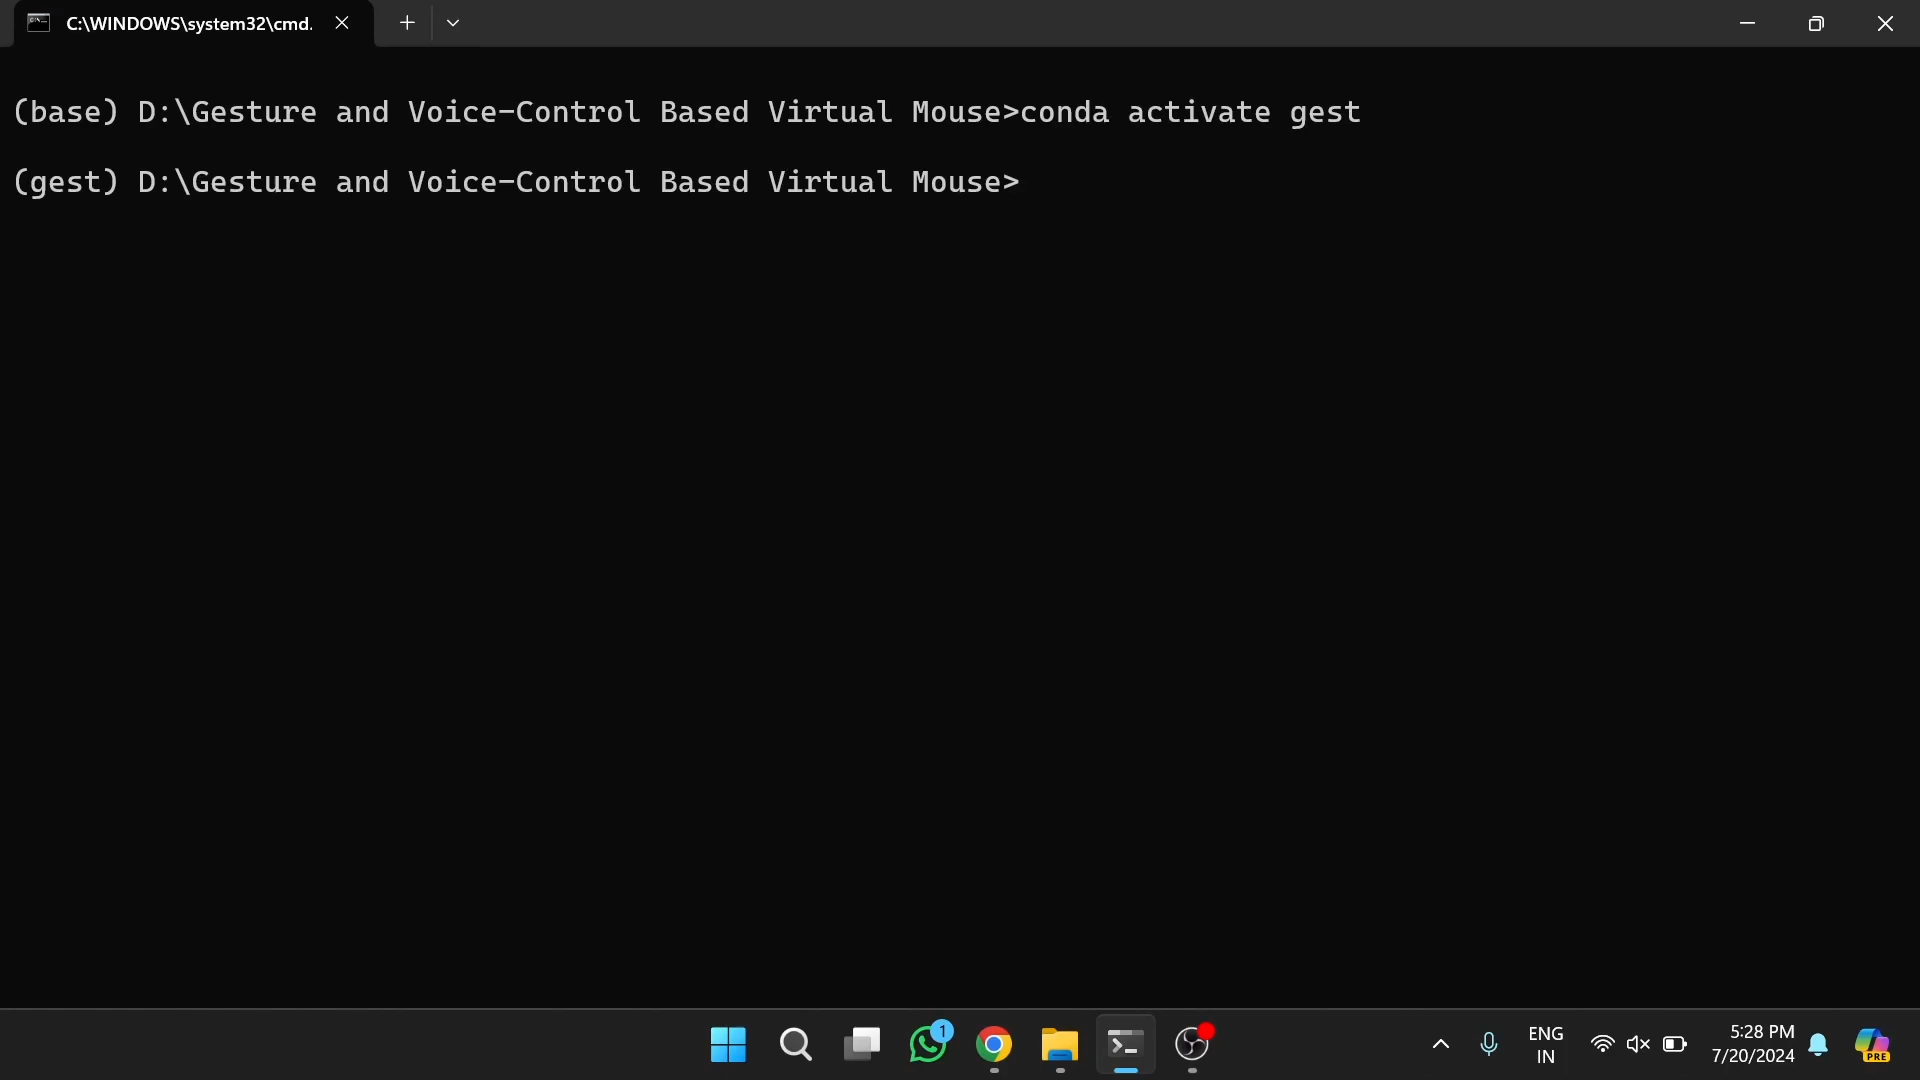 C:\WINDOWS\system32\cmd.
(base) D:\Gesture and Voice-Control Based Virtual Mouse>conda activate gest
(gest) D:\Gesture and Voice-Control Based Virtual Mouse>
1
ENG
IN
5:28 PM
7/20/2024
PRE